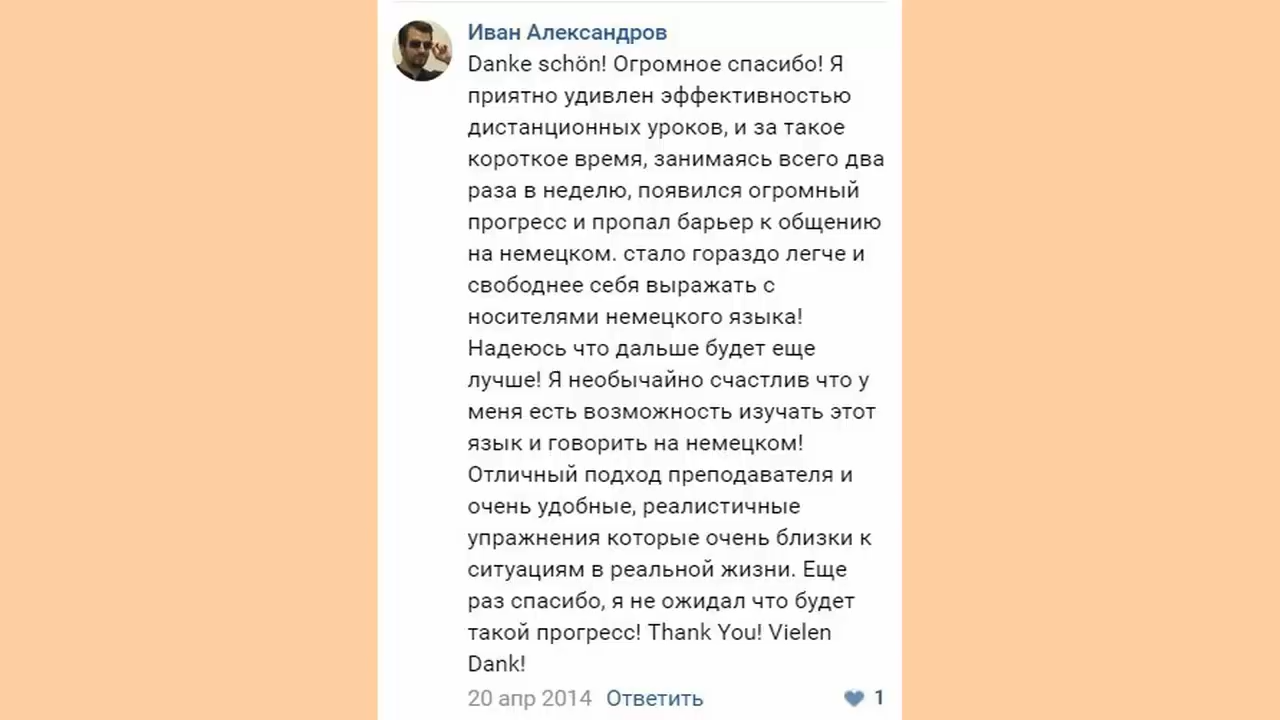 Иван Александров
Danke schön! Огромное спасибо! Я
приятно удивлен эффективностью
дистанционных уроков, и за такое
короткое время, занимаясь всего два
раза в неделю, появился огромный
прогресс и пропал барьер к общению
на немецком. стало гораздо легче и
свободнее себя выражать с
носителями немецкого языка!
Надеюсь что дальше будет еще
лучше! Я необычайно счастлив что у
меня есть возможность изучать этот
язык и говорить на немецком!
Отличный подход преподавателя и
очень удобные, реалистичные
упражнения которые очень близки к
ситуациям в реальной жизни. Еще
раз спасибо, я не ожидал что будет
такой прогресс! Thank You! Vielen
Dank!
20 апр 2014 Ответить 1